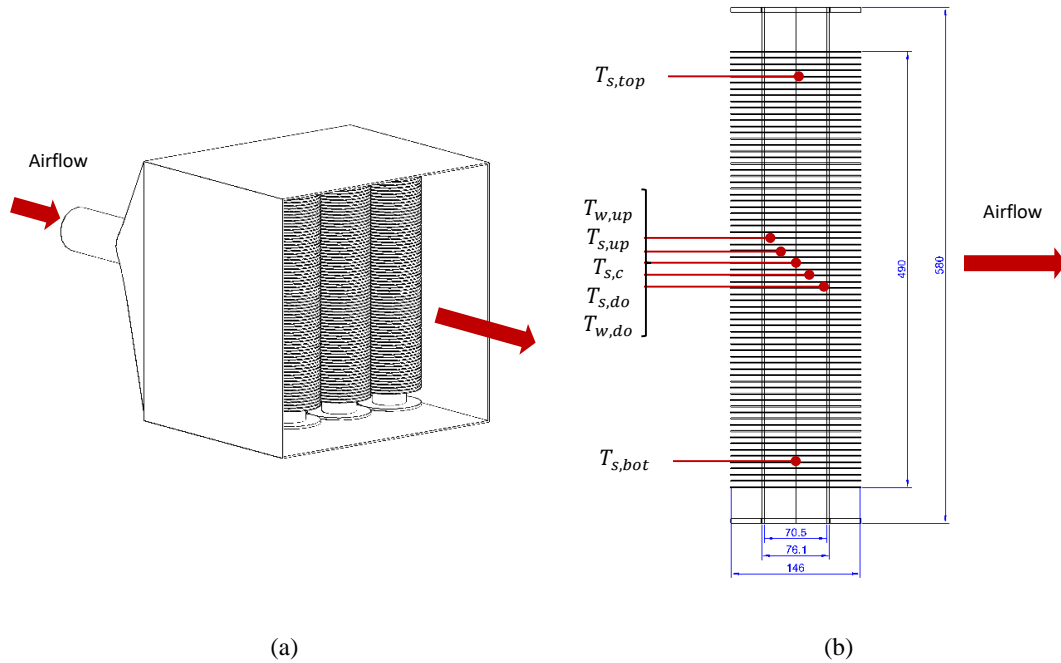 Airflow
T_{s,top}
T_{w,up}
T_{s,up}
T_{s,c}
T_{s,do}
T_{w,do}
T_{s,bot}
Airflow
490
580
70.5
76.1
146
(a)
(b)